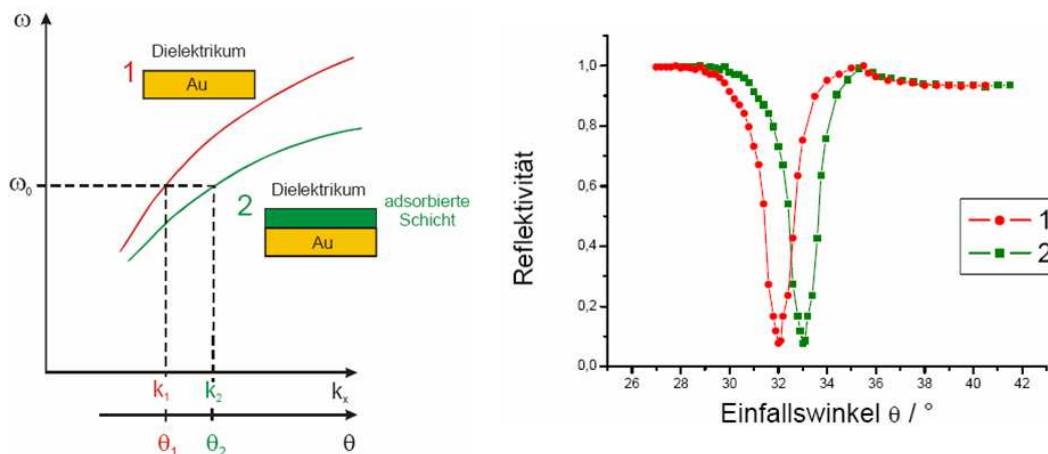 ω
Dielektrikum
1
Au
ω₀
2
Dielektrikum
adsorbierte
Schicht
Au
k₁
k₂
kₓ
θ₁
θ₂
θ
Reflektivität
1,0
0,8
0,6
0,4
0,2
0,0
26 28 30 32 34 36 38 40 42
Einfallswinkel θ / °
1
2